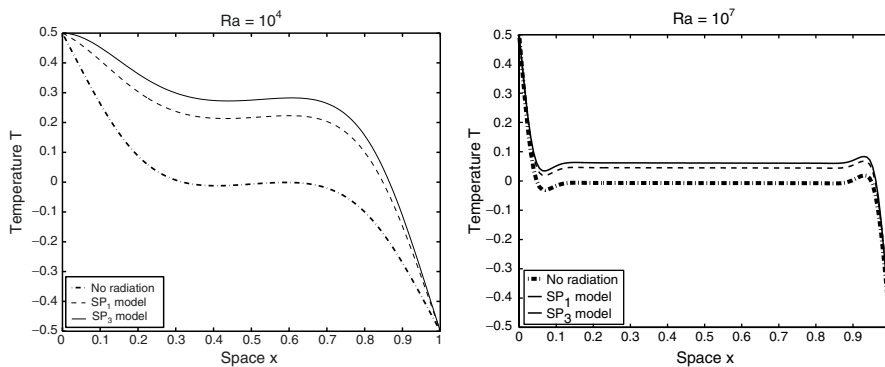 Ra = 10⁴
0.5
0.4
0.3
0.2
0.1
0
−0.1
−0.2
−0.3
−0.4
−0.5
Temperature T
No radiation
SP₁ model
SP₃ model
0 0.1 0.2 0.3 0.4 0.5 0.6 0.7 0.8 0.9 1
Space x
Ra = 10⁷
0.5
0.4
0.3
0.2
0.1
0
−0.1
−0.2
−0.3
−0.4
−0.5
Temperature T
No radiation
SP₁ model
SP₃ model
0 0.1 0.2 0.3 0.4 0.5 0.6 0.7 0.8 0.9
Space x